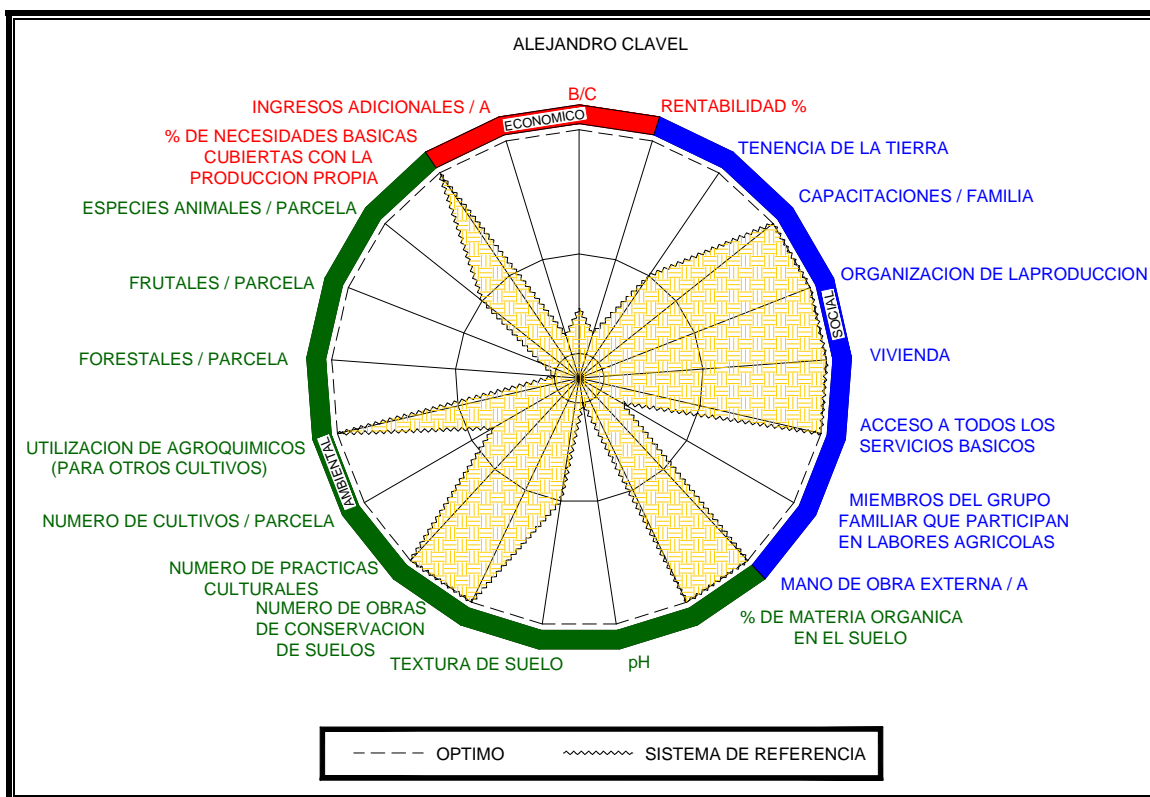 ALEJANDRO CLAVEL
B/C
INGRESOS ADICIONALES / A
ECONOMICO
RENTABILIDAD %
% DE NECESIDADES BASICAS
CUBIERTAS CON LA
PRODUCCION PROPIA
TENENCIA DE LA TIERRA
CAPACITACIONES / FAMILIA
ESPECIES ANIMALES / PARCELA
ORGANIZACION DE LAPRODUCCION
FRUTALES / PARCELA
SOCIAL
FORESTALES / PARCELA
VIVIENDA
ACCESO A TODOS LOS
SERVICIOS BASICOS
UTILIZACION DE AGROQUIMICOS
(PARA OTROS CULTIVOS)
AMBIENTAL
MIEMBROS DEL GRUPO
FAMILIAR QUE PARTICIPAN
EN LABORES AGRICOLAS
NUMERO DE CULTIVOS / PARCELA
NUMERO DE PRACTICAS
CULTURALES
MANO DE OBRA EXTERNA / A
NUMERO DE OBRAS
DE CONSERVACION
DE SUELOS
% DE MATERIA ORGANICA
EN EL SUELO
TEXTURA DE SUELO
pH
OPTIMO
SISTEMA DE REFERENCIA